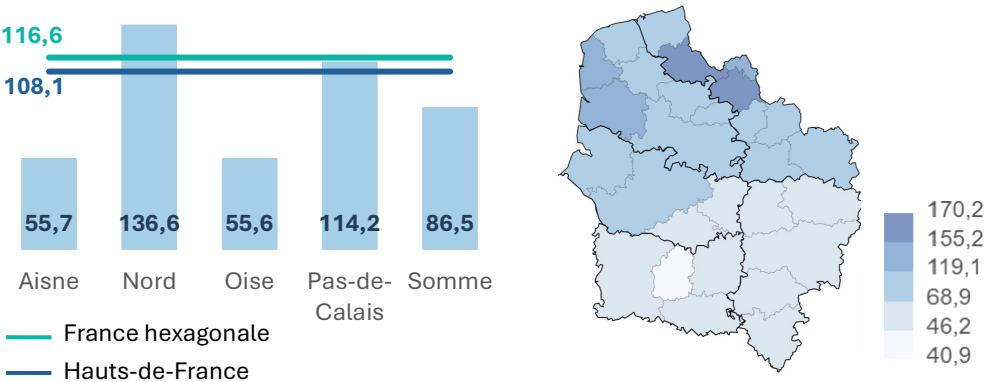 116,6
108,1
55,7
136,6
55,6
114,2
86,5
Aisne
Nord
Oise
Pas-de-
Calais
Somme
France hexagonale
Hauts-de-France
170,2
155,2
119,1
68,9
46,2
40,9